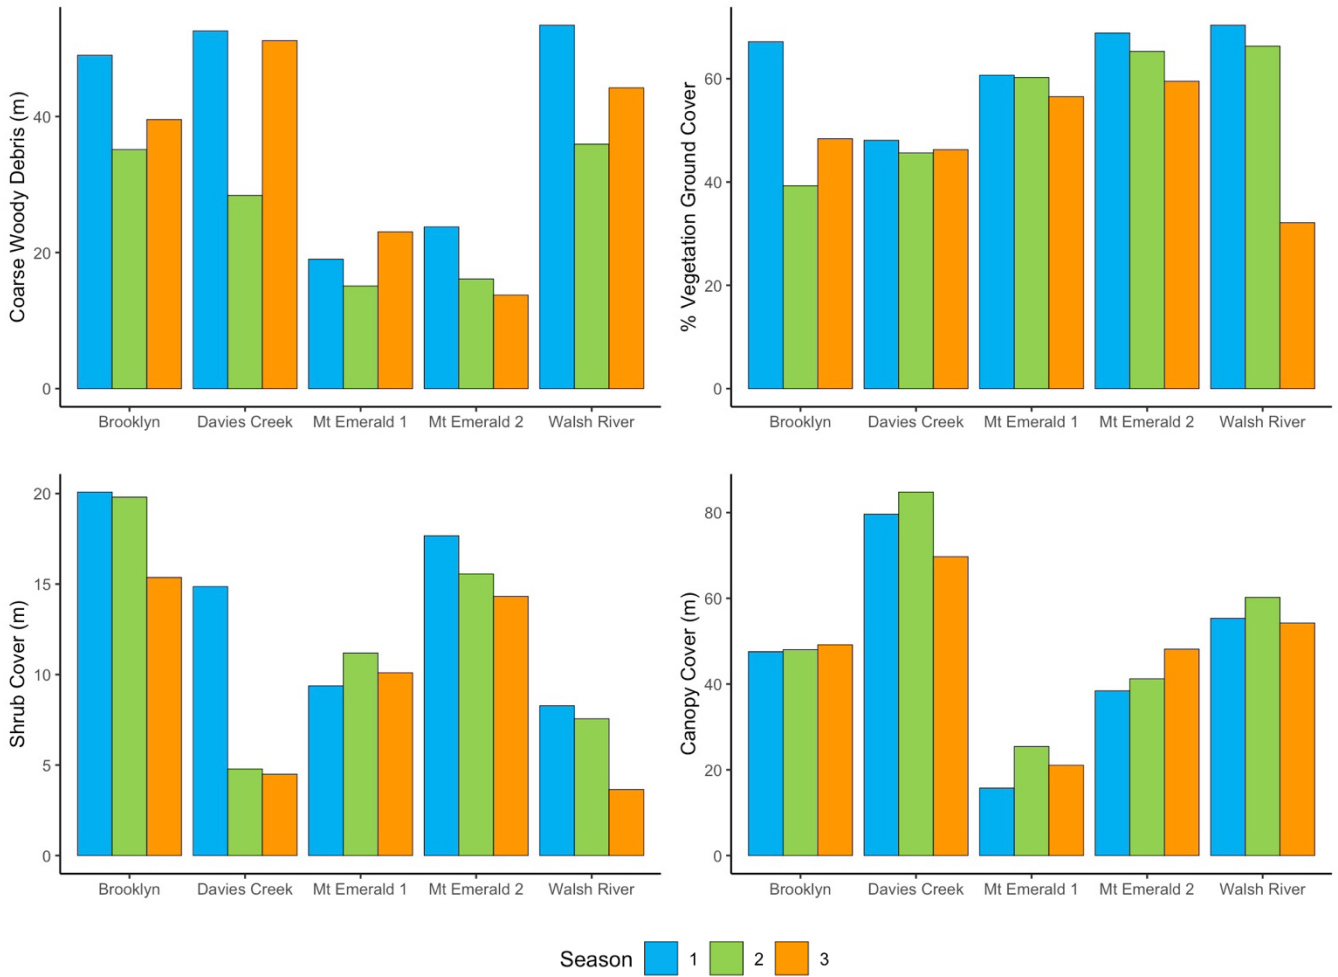 Coarse Woody Debris (m)
40
20
0
Brooklyn Davies Creek Mt Emerald 1 Mt Emerald 2 Walsh River
% Vegetation Ground Cover
60
40
20
0
Brooklyn Davies Creek Mt Emerald 1 Mt Emerald 2 Walsh River
Shrub Cover (m)
20
15
10
5
0
Brooklyn Davies Creek Mt Emerald 1 Mt Emerald 2 Walsh River
Canopy Cover (m)
80
60
40
20
0
Brooklyn Davies Creek Mt Emerald 1 Mt Emerald 2 Walsh River
Season 1 2 3